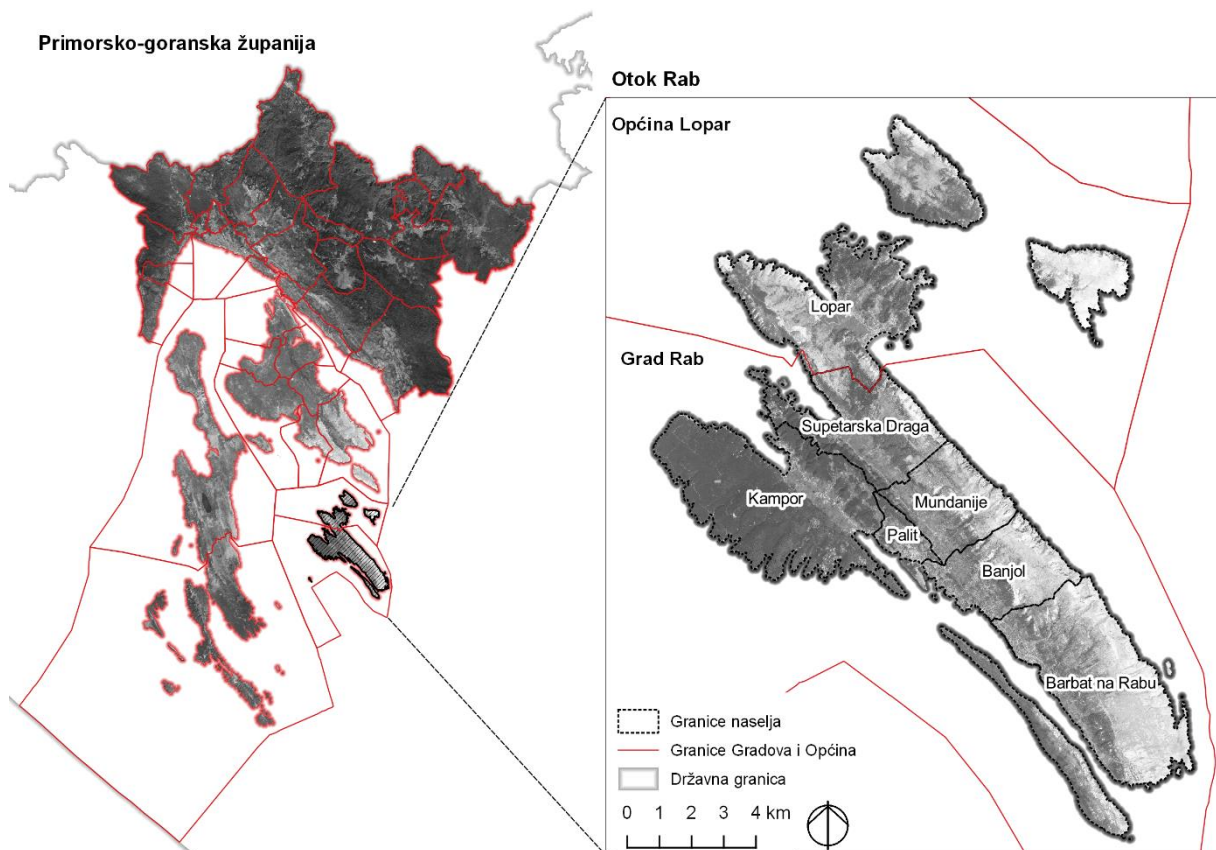 Primorsko-goranska županija
Otok Rab
Općina Lopar
Lopar
Grad Rab
Supetarska Draga
Kampor
Mundanije
Palit
Banjol
Barbat na Rabu
Granice naselja
Granice Gradova i Općina
Državna granica
0 1 2 3 4 km